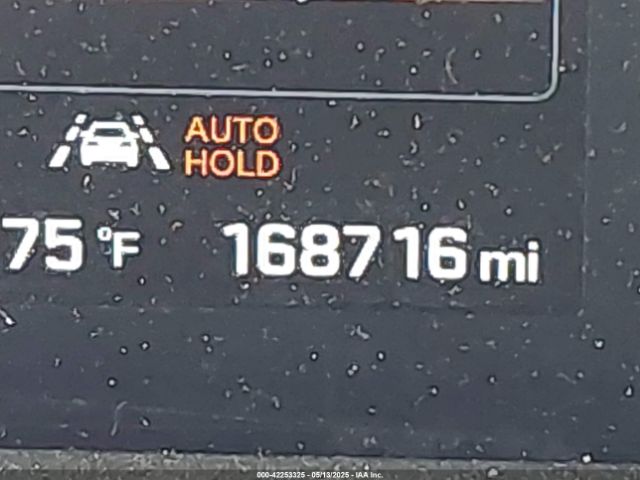 AUTO
HOLD
75 °F 168716 mi
000-42253325 - 05/13/2025 - IAA Inc.